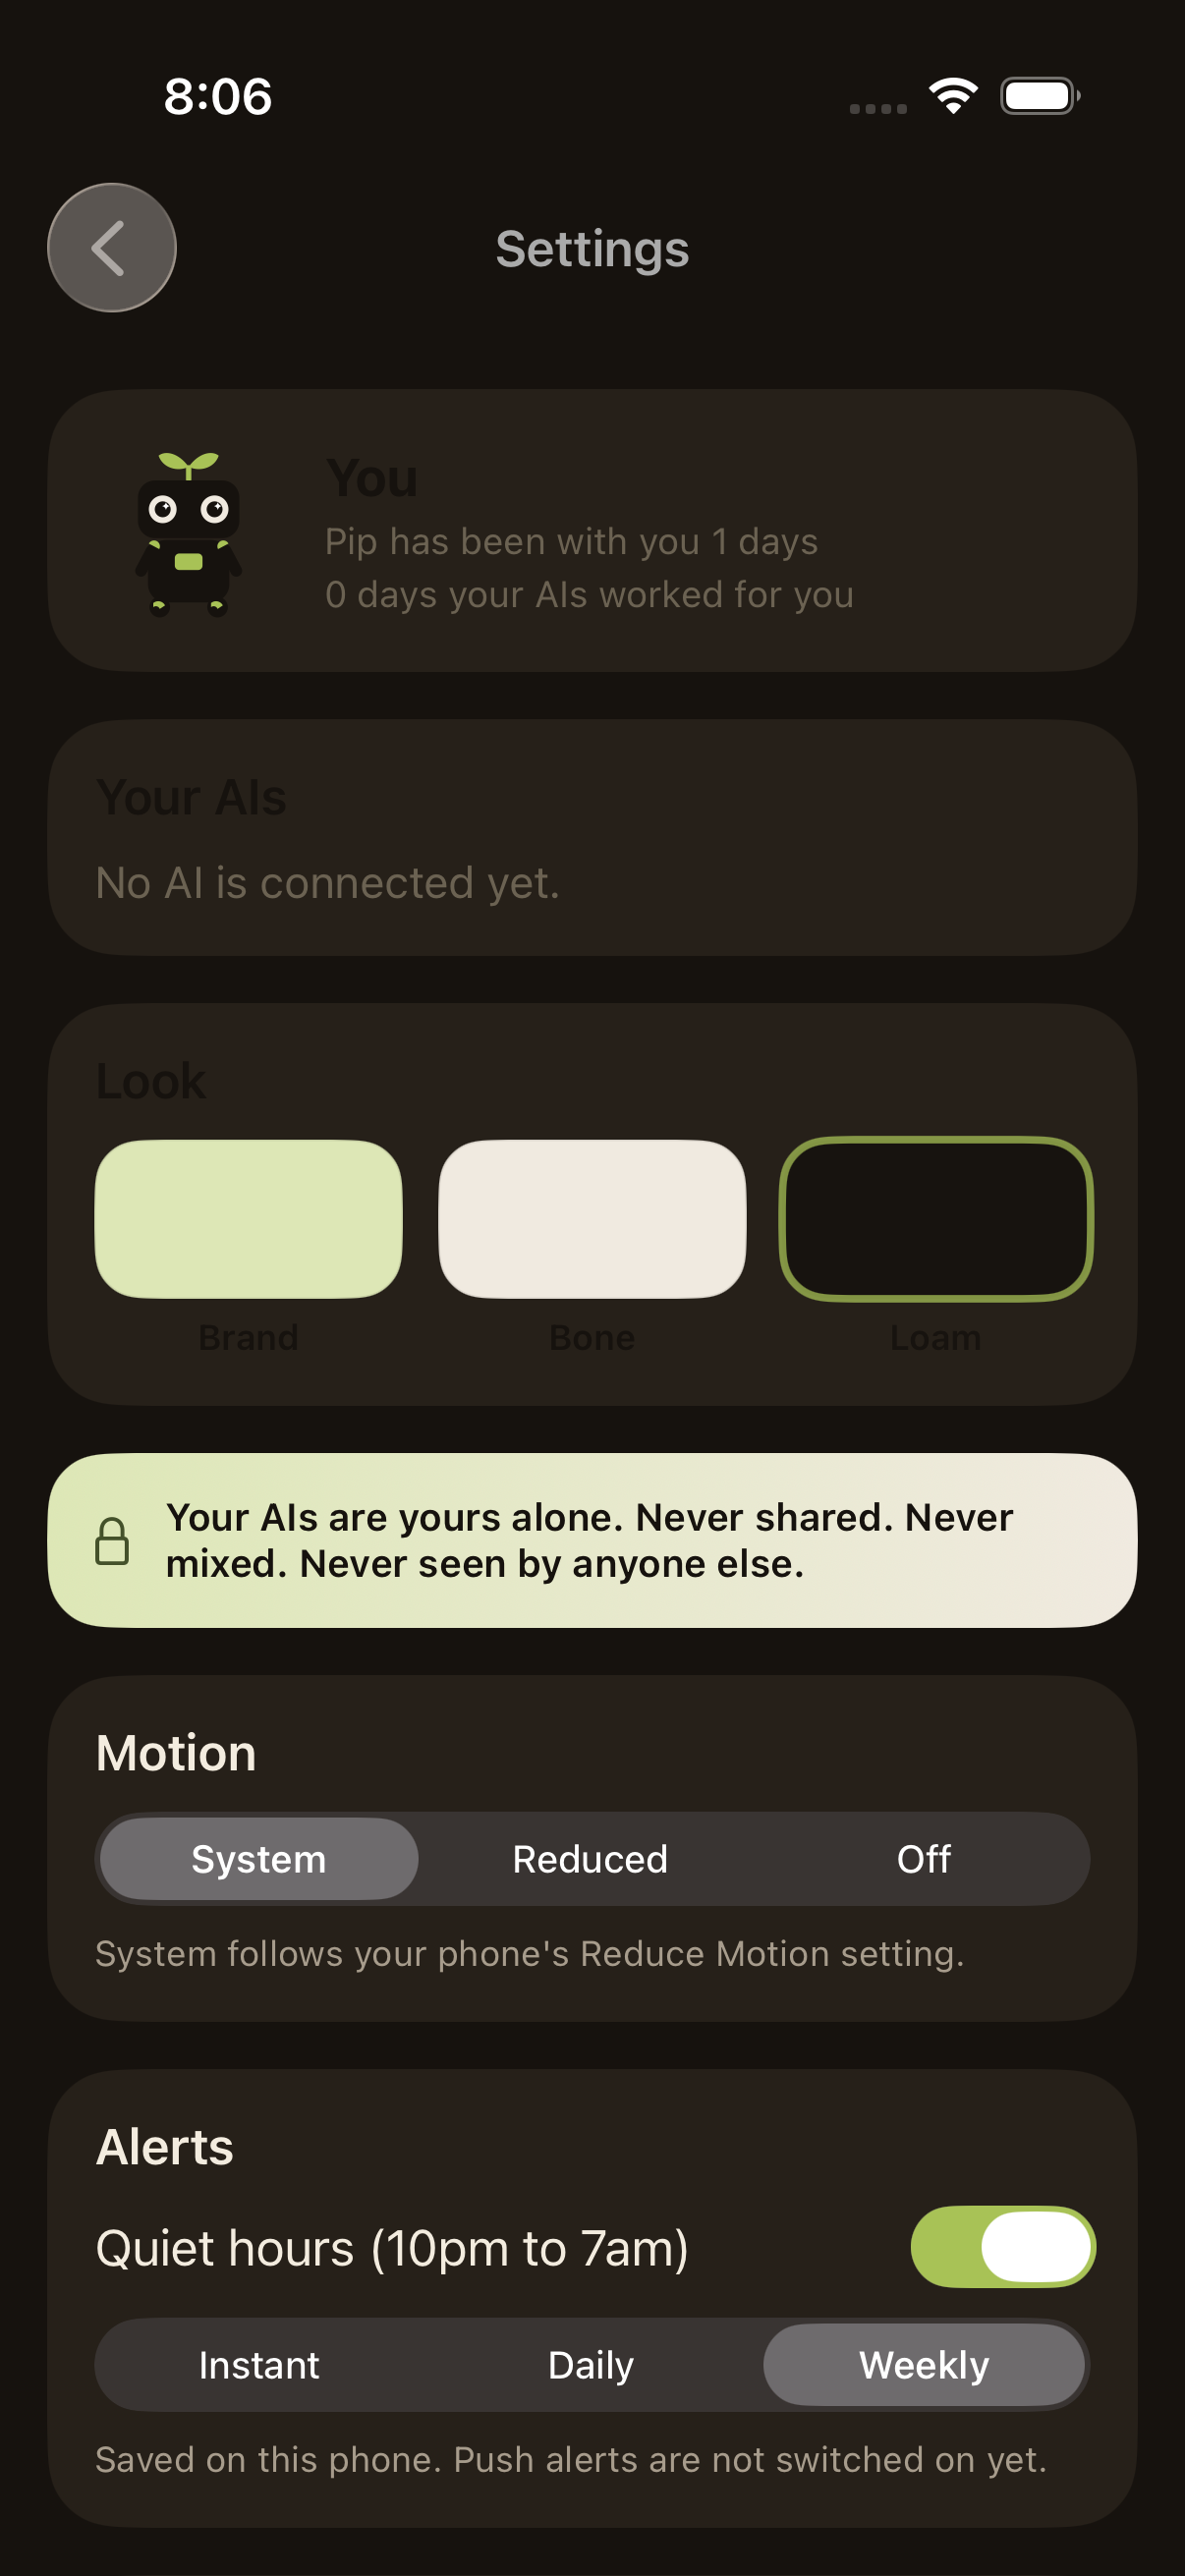 8:06
Settings
You
Pip has been with you 1 days
0 days your AIs worked for you
Your AIs
No AI is connected yet.
Look
Brand Bone Loam
Your AIs are yours alone. Never shared. Never
mixed. Never seen by anyone else.
Motion
System Reduced Off
System follows your phone's Reduce Motion setting.
Alerts
Quiet hours (10pm to 7am)
Instant Daily Weekly
Saved on this phone. Push alerts are not switched on yet.